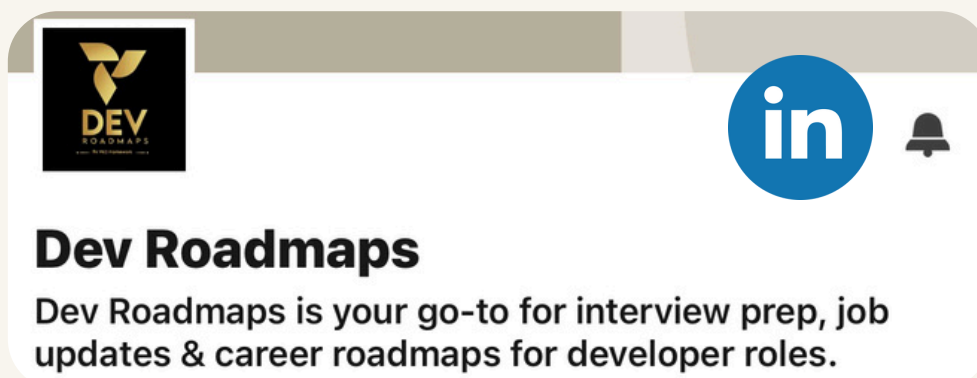 DEV
ROADMAPS
in
Dev Roadmaps
Dev Roadmaps is your go-to for interview prep, job
updates & career roadmaps for developer roles.